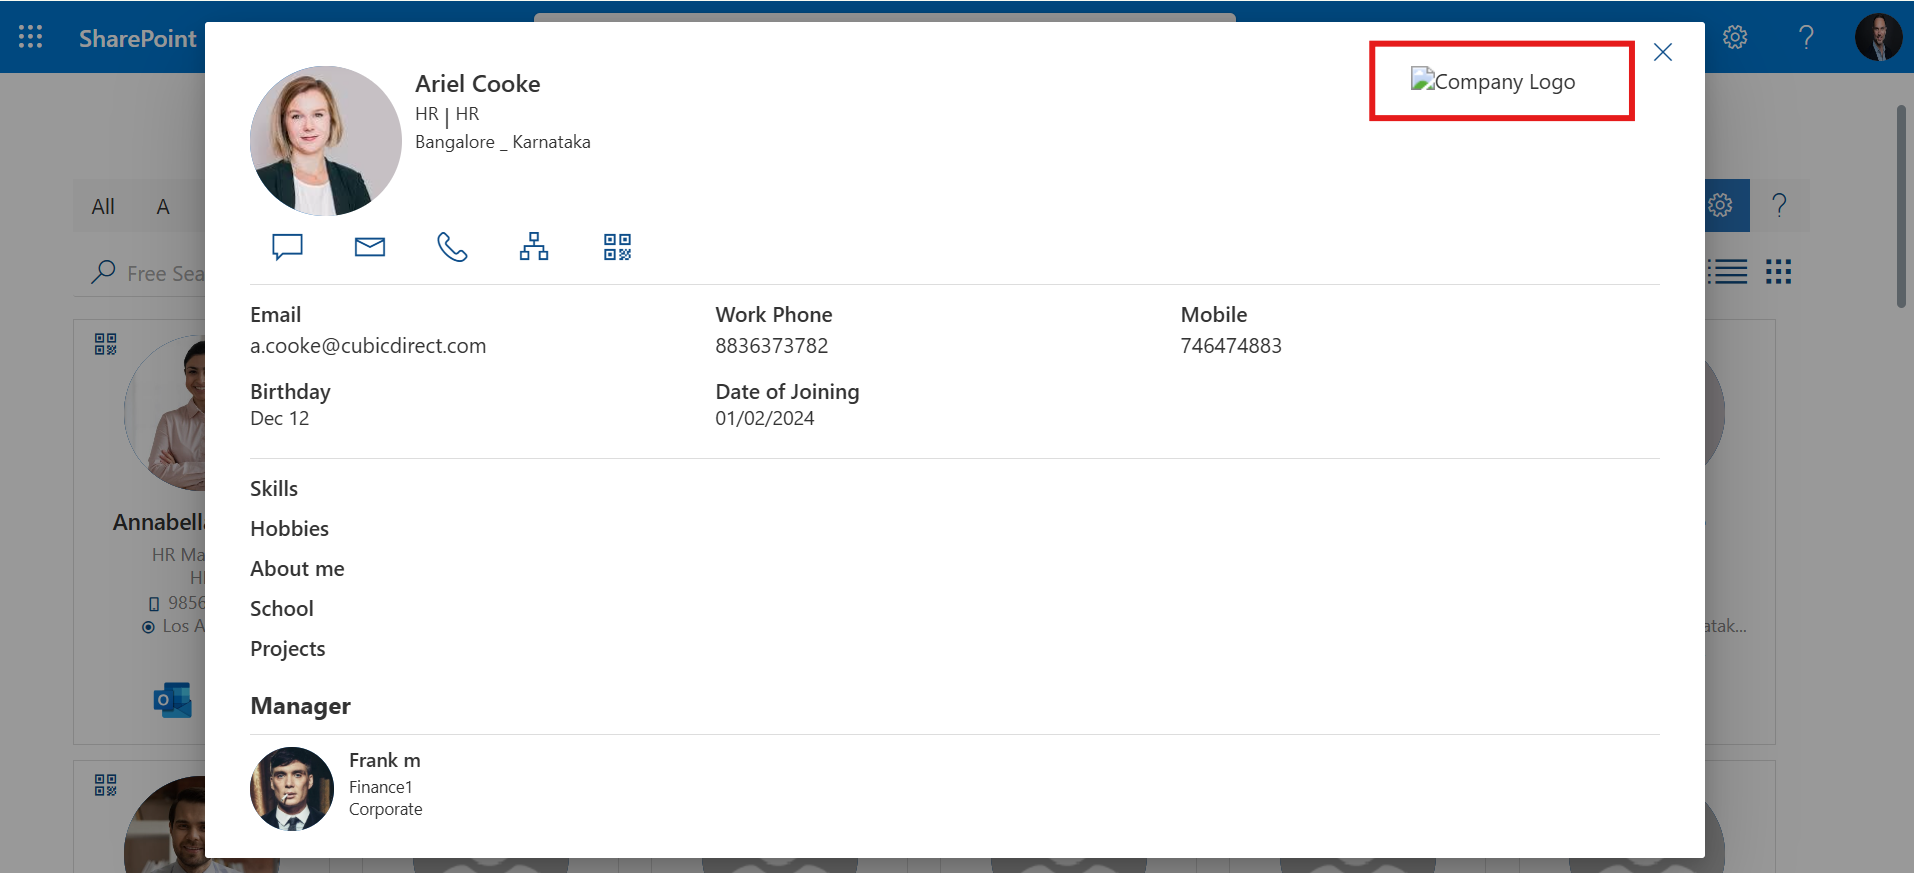 SharePoint
Ariel Cooke
HR | HR
Bangalore _ Karnataka
Company Logo
All A
Free Sea
Email
a.cooke@cubicdirect.com
Work Phone
8836373782
Mobile
746474883
Birthday
Dec 12
Date of Joining
01/02/2024
Skills
Hobbies
About me
School
Projects
Manager
Frank m
Finance1
Corporate
Annabell
HR Ma
H
9856
Los A
atak...